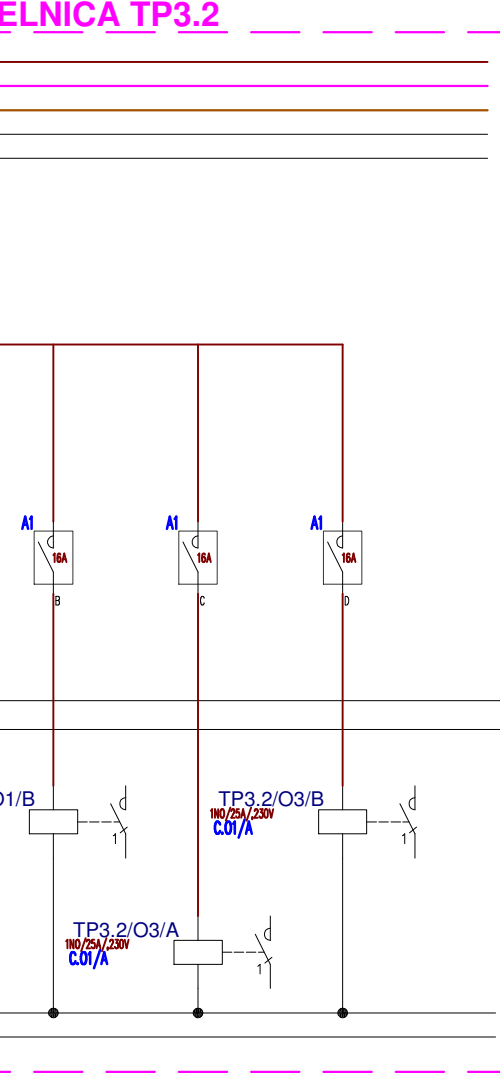 ELNICA TP3.2
A1 A1 A1
16A 16A 16A
B C D
O1/B TP3.2/O3/B
1NO/25A/,230V
C.01/A
1 1
TP3.2/O3/A
1NO/25A/,230V
C.01/A
1